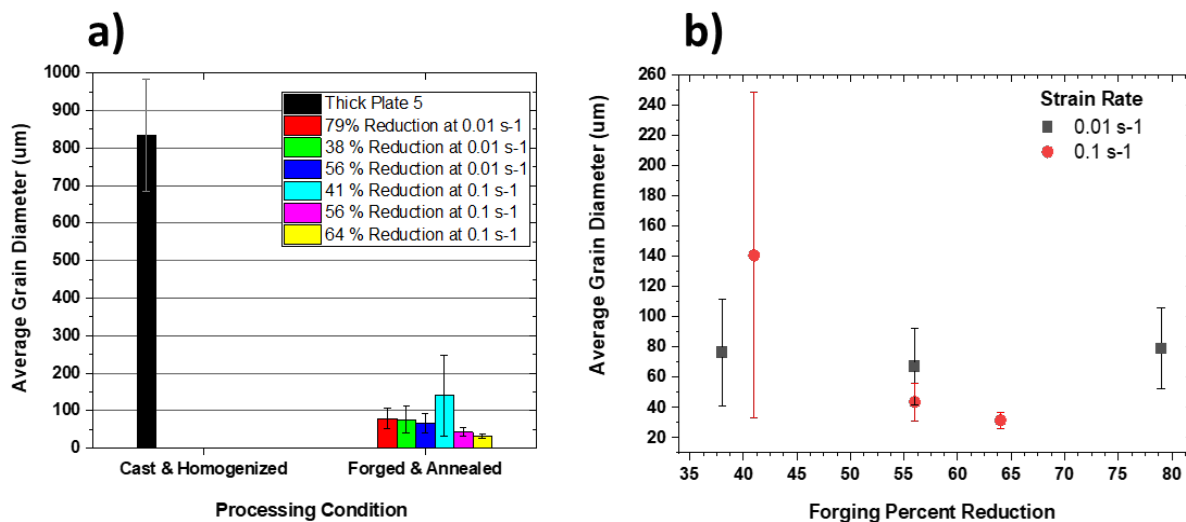 a)
Average Grain Diameter (um)
1000
900
800
700
600
500
400
300
200
100
0
Thick Plate 5
79% Reduction at 0.01 s-1
38 % Reduction at 0.01 s-1
56 % Reduction at 0.01 s-1
41 % Reduction at 0.1 s-1
56 % Reduction at 0.1 s-1
64 % Reduction at 0.1 s-1
Cast & Homogenized Forged & Annealed
Processing Condition
b)
Average Grain Diameter (um)
260
240
220
200
180
160
140
120
100
80
60
40
20
Strain Rate
0.01 s-1
0.1 s-1
35 40 45 50 55 60 65 70 75 80
Forging Percent Reduction